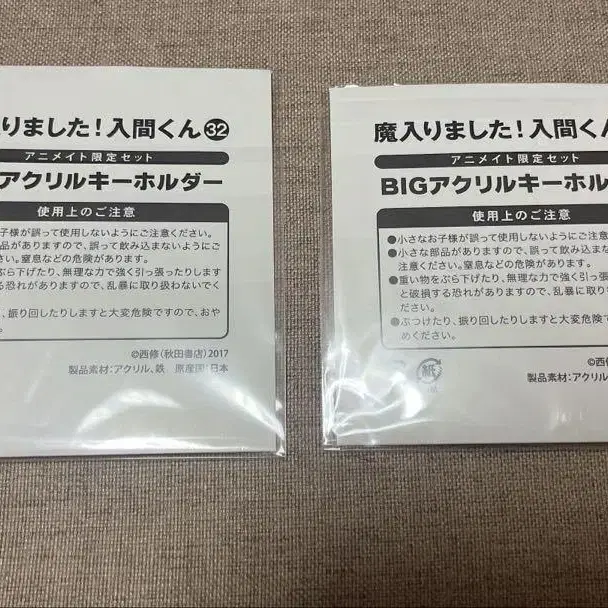 りました!入間くん㉜
アニメイト限定セット
アクリルキーホルダー
使用上のご注意
子様が誤って使用しないようにご注意ください。
品がありますので、誤って飲み込まないようにご
さい。窒息などの危険があります。
ぶら下げたり、無理な力で強く引っ張ったりします
る恐れがありますので、乱暴に取り扱わないでく
、振り回したりしますと大変危険ですので、おや
。
©西修(秋田書店)2017
製品素材:アクリル、鉄 原産国:日本
魔入りました!入間くん
アニメイト限定セット
BIGアクリルキーホル
使用上のご注意
●小さなお子様が誤って使用しないようにご注意
●小さな部品がありますので、誤って飲み込まな
注意ください。窒息などの危険があります。
●重い物をぶら下げたり、無理な力で強く引っ張
と破損する恐れがありますので、乱暴に取り扱
ださい。
●ぶつけたり、振り回したりしますと大変危険で
めください。
©西修
紙
製品素材:アクリル